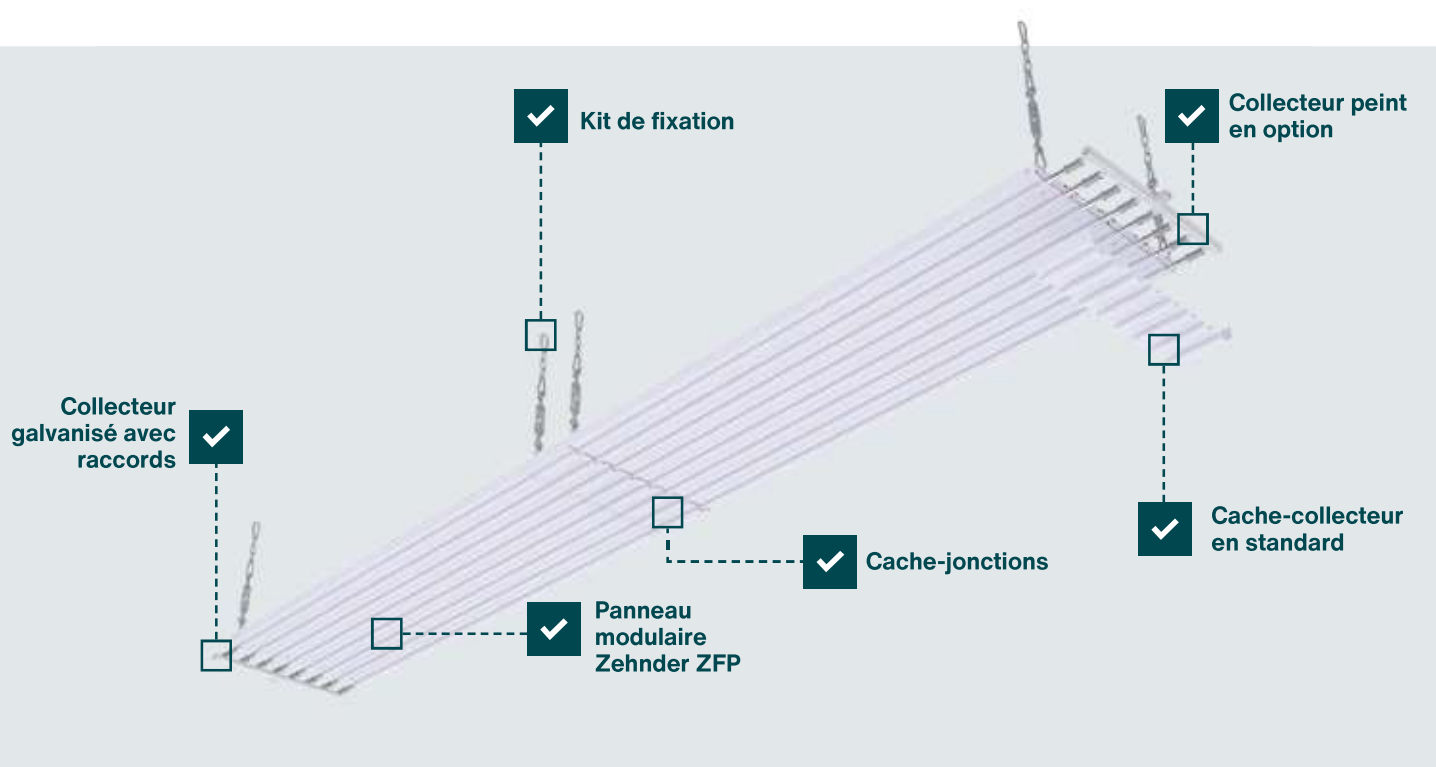 Kit de fixation
Collecteur peint
en option
Collecteur
galvanisé avec
raccords
Cache-collecteur
en standard
Cache-jonctions
Panneau
modulaire
Zehnder ZFP